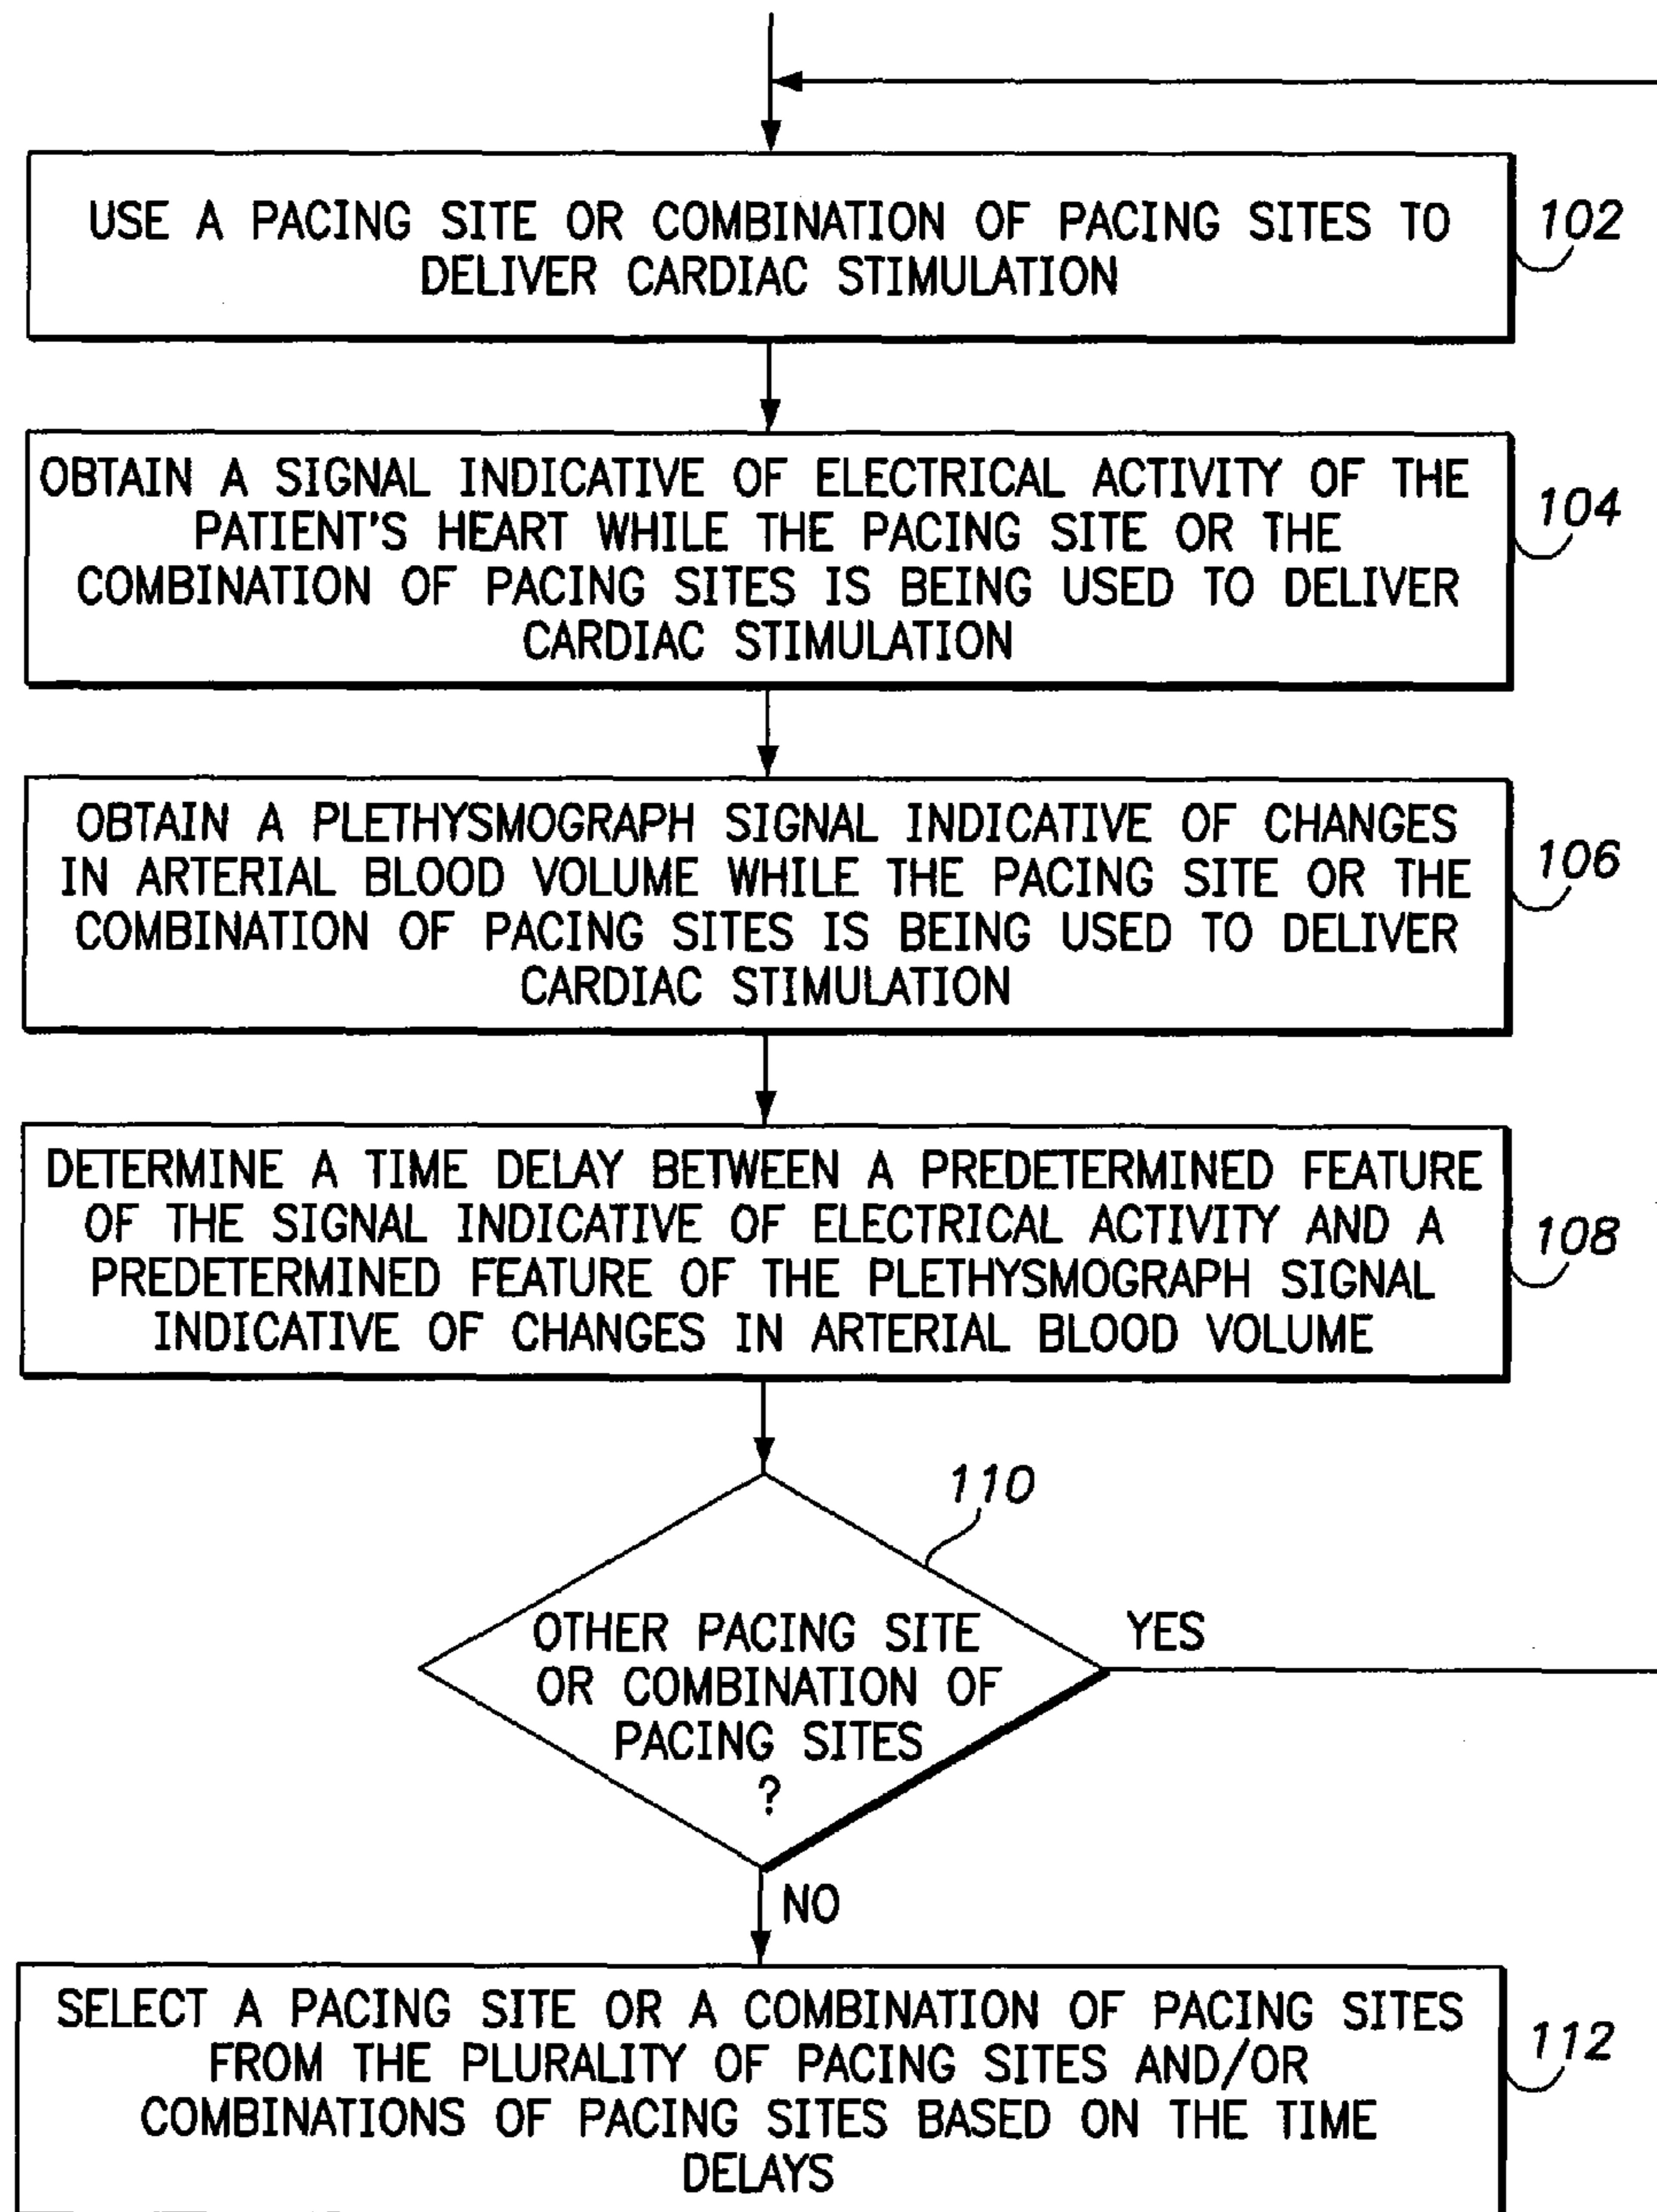 USE A PACING SITE OR COMBINATION OF PACING SITES TO
DELIVER CARDIAC STIMULATION
102
OBTAIN A SIGNAL INDICATIVE OF ELECTRICAL ACTIVITY OF THE
PATIENT'S HEART WHILE THE PACING SITE OR THE
COMBINATION OF PACING SITES IS BEING USED TO DELIVER
CARDIAC STIMULATION
104
OBTAIN A PLETHYSMOGRAPH SIGNAL INDICATIVE OF CHANGES
IN ARTERIAL BLOOD VOLUME WHILE THE PACING SITE OR THE
COMBINATION OF PACING SITES IS BEING USED TO DELIVER
CARDIAC STIMULATION
106
DETERMINE A TIME DELAY BETWEEN A PREDETERMINED FEATURE
OF THE SIGNAL INDICATIVE OF ELECTRICAL ACTIVITY AND A
PREDETERMINED FEATURE OF THE PLETHYSMOGRAPH SIGNAL
INDICATIVE OF CHANGES IN ARTERIAL BLOOD VOLUME
108
110
OTHER PACING SITE
OR COMBINATION OF
PACING SITES
?
YES
NO
SELECT A PACING SITE OR A COMBINATION OF PACING SITES
FROM THE PLURALITY OF PACING SITES AND/OR
COMBINATIONS OF PACING SITES BASED ON THE TIME
DELAYS
112